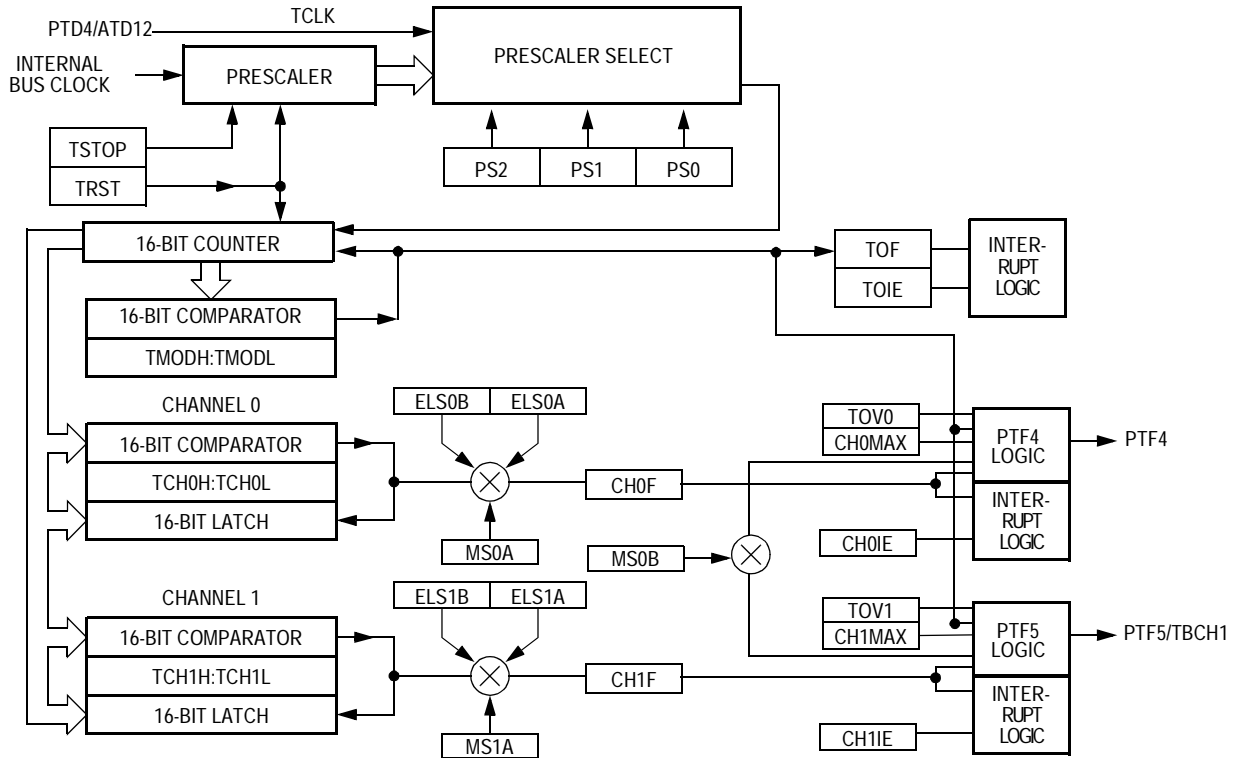 TCLK
PTD4/ATD12
PRESCALER SELECT
INTERNAL
BUS CLOCK
PRESCALER
TSTOP
TRST
PS2
PS1
PS0
16-BIT COUNTER
TOF
TOIE
INTER-
RUPT
LOGIC
16-BIT COMPARATOR
TMODH:TMODL
CHANNEL 0
16-BIT COMPARATOR
TCH0H:TCH0L
16-BIT LATCH
ELS0B
ELS0A
MS0A
CH0F
TOV0
CH0MAX
PTF4
LOGIC
PTF4
INTER-
RUPT
LOGIC
CH0IE
MS0B
CHANNEL 1
16-BIT COMPARATOR
TCH1H:TCH1L
16-BIT LATCH
ELS1B
ELS1A
MS1A
CH1F
TOV1
CH1MAX
PTF5
LOGIC
PTF5/TBCH1
INTER-
RUPT
LOGIC
CH1IE